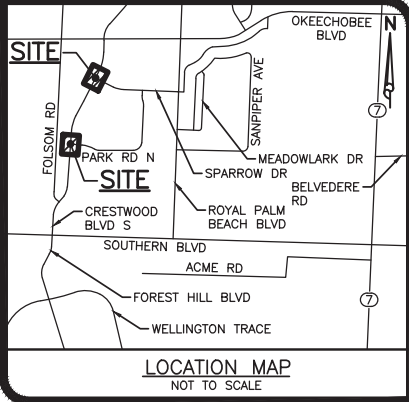 OKEECHOBEE
BLVD
N
SITE
7
FOLSOM RD
SANPIPER AVE
PARK RD N
MEADOWLARK DR
SPARROW DR
SITE
BELVEDERE
RD
CRESTWOOD
BLVD S
ROYAL PALM
BEACH BLVD
SOUTHERN BLVD
ACME RD
FOREST HILL BLVD
7
WELLINGTON TRACE
LOCATION MAP
NOT TO SCALE